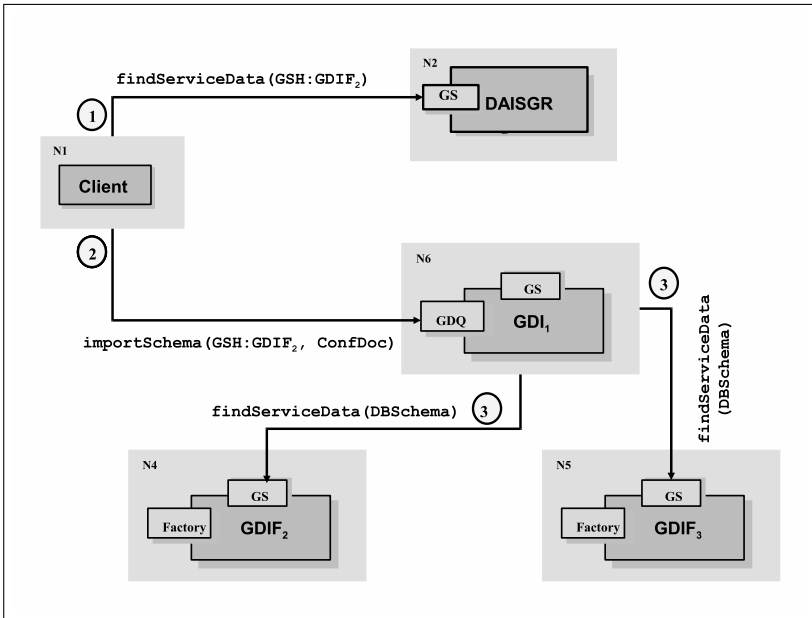 N2
findServiceData(GSH:GDIF₂)
GS
DAISGR
1
N1
Client
2
N6
GS
3
GDQ
GDI₁
importSchema(GSH:GDIF₂, ConfDoc)
findServiceData
(DBSchema)
findServiceData(DBSchema)
3
N4
GS
Factory
GDIF₂
N5
GS
Factory
GDIF₃